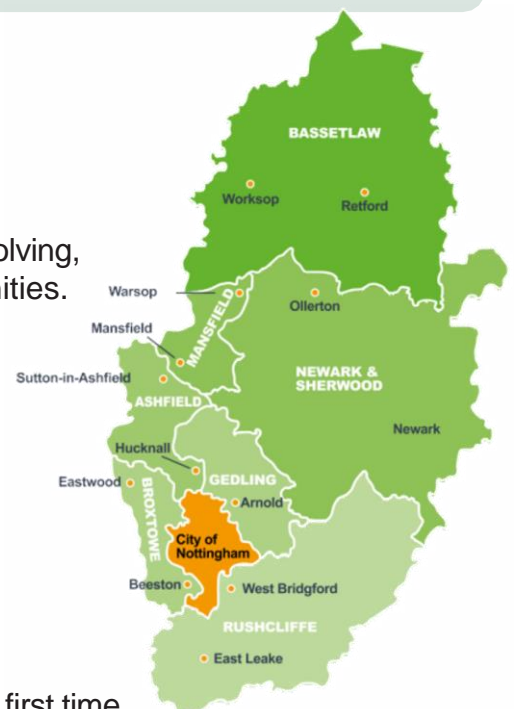 BASSETLAW
Worksop
Retford
olving,
nities.
Warsop
Ollerton
MANSFIELD
Mansfield
Sutton-in-Ashfield
NEWARK &
SHERWOOD
ASHFIELD
Newark
Hucknall
GEDLING
Eastwood
BROXTOWE
Arnold
City of
Nottingham
Beeston
West Bridgford
RUSHCLIFFE
East Leake
first time